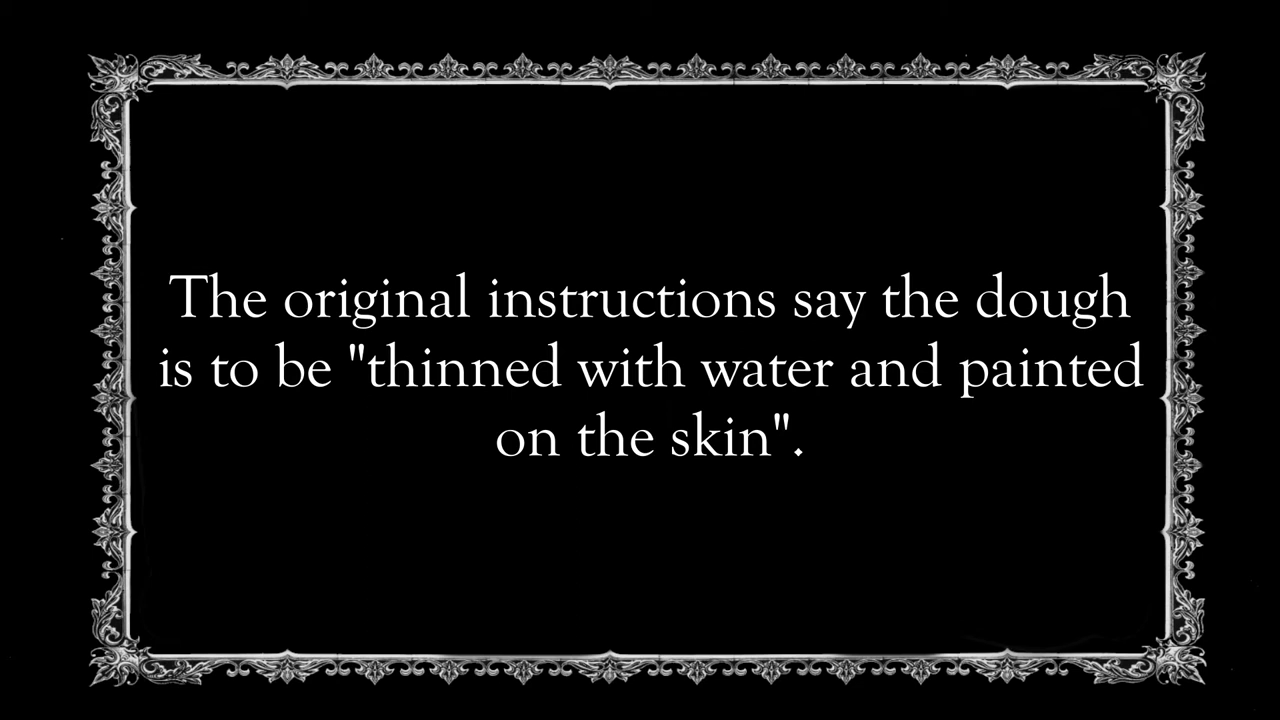 The original instructions say the dough
is to be "thinned with water and painted
on the skin".